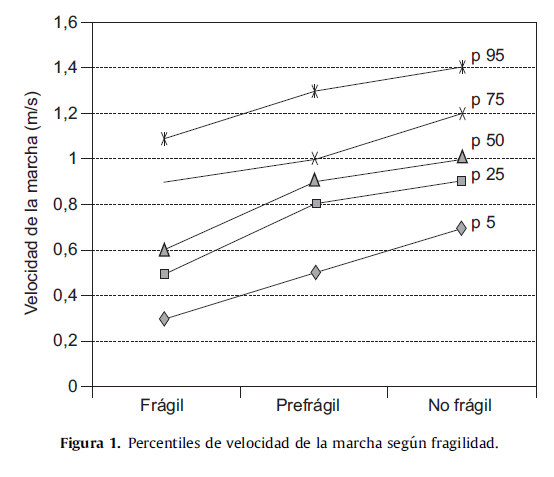 1,6
1,4
1,2
1
0,8
0,6
0,4
0,2
0
Velocidad de la marcha (m/s)
p 95
p 75
p 50
p 25
p 5
Frágil Prefrágil No frágil
Figura 1. Percentiles de velocidad de la marcha según fragilidad.